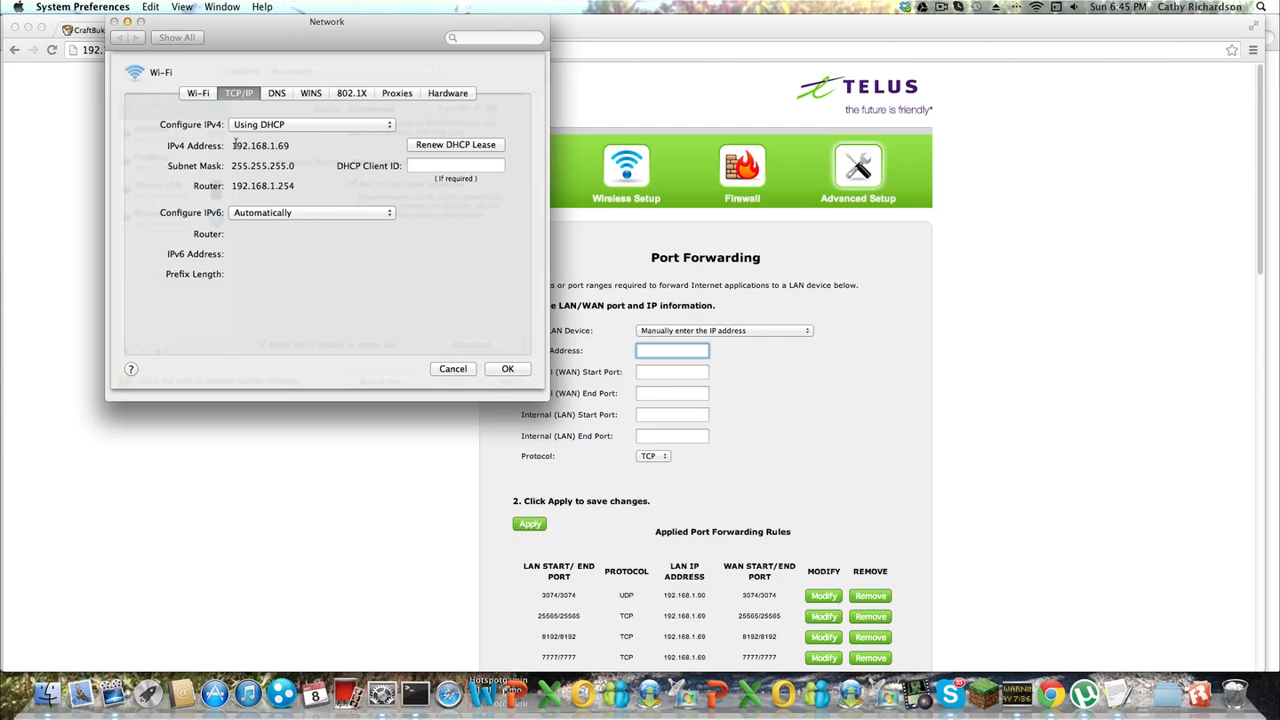 System Preferences Edit View Window Help
Sun 6:45 PM Cathy Richardson
Network
CraftBuk
Show All
192.
Wi-Fi
Wi-Fi TCP/IP DNS WINS 802.1X Proxies Hardware
Configure IPv4: Using DHCP
IPv4 Address: 192.168.1.69 Renew DHCP Lease
Subnet Mask: 255.255.255.0 DHCP Client ID:
( If required )
Router: 192.168.1.254
Configure IPv6: Automatically
Router:
IPv6 Address:
Prefix Length:
? Cancel OK
TELUS
the future is friendly*
Wireless Setup Firewall Advanced Setup
Port Forwarding
or port ranges required to forward Internet applications to a LAN device below.
LAN/WAN port and IP information.
AN Device: Manually enter the IP address
Address:
(WAN) Start Port:
(WAN) End Port:
Internal (LAN) Start Port:
Internal (LAN) End Port:
Protocol: TCP
2. Click Apply to save changes.
Apply
Applied Port Forwarding Rules
LAN START/ END PORT PROTOCOL LAN IP ADDRESS WAN START/END PORT MODIFY REMOVE
3074/3074 UDP 192.168.1.90 3074/3074 Modify Remove
25565/25565 TCP 192.168.1.69 25565/25565 Modify Remove
8192/8192 TCP 192.168.1.69 8192/8192 Modify Remove
7777/7777 TCP 192.168.1.69 7777/7777 Modify Remove